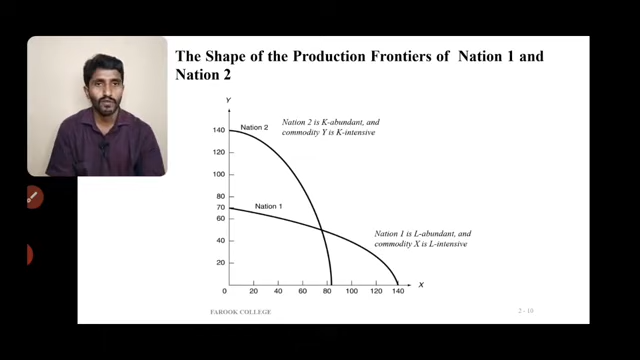 The Shape of the Production Frontiers of Nation 1 and
Nation 2
Y
Nation 2 is K-abundant, and
commodity Y is K-intensive
Nation 2
140
120
100
80
70
60
40
20
Nation 1
Nation 1 is L-abundant, and
commodity X is L-intensive
0 20 40 60 80 100 120 140 X
FAROOK COLLEGE
2 - 10